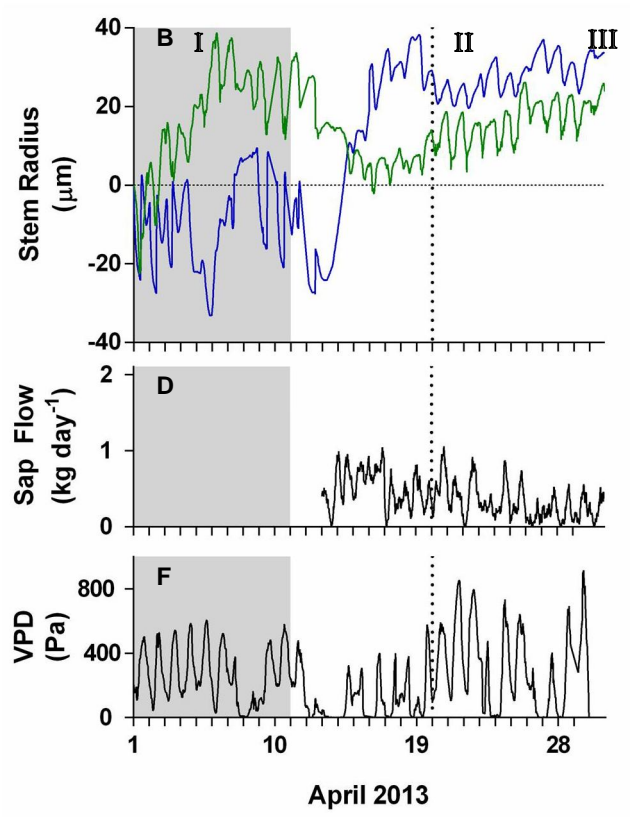 B I II III
40
20
0
-20
-40
Stem Radius
(μm)
D
2
1
0
Sap Flow
(kg day⁻¹)
F
800
400
0
VPD
(Pa)
1 10 19 28
April 2013